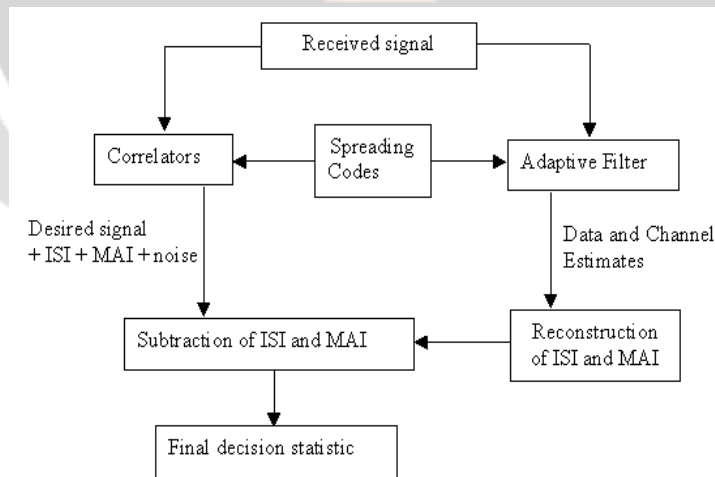 Received signal
Correlators
Spreading
Codes
Adaptive Filter
Desired signal
+ ISI + MAI + noise
Data and Channel
Estimates
Subtraction of ISI and MAI
Reconstruction
of ISI and MAI
Final decision statistic